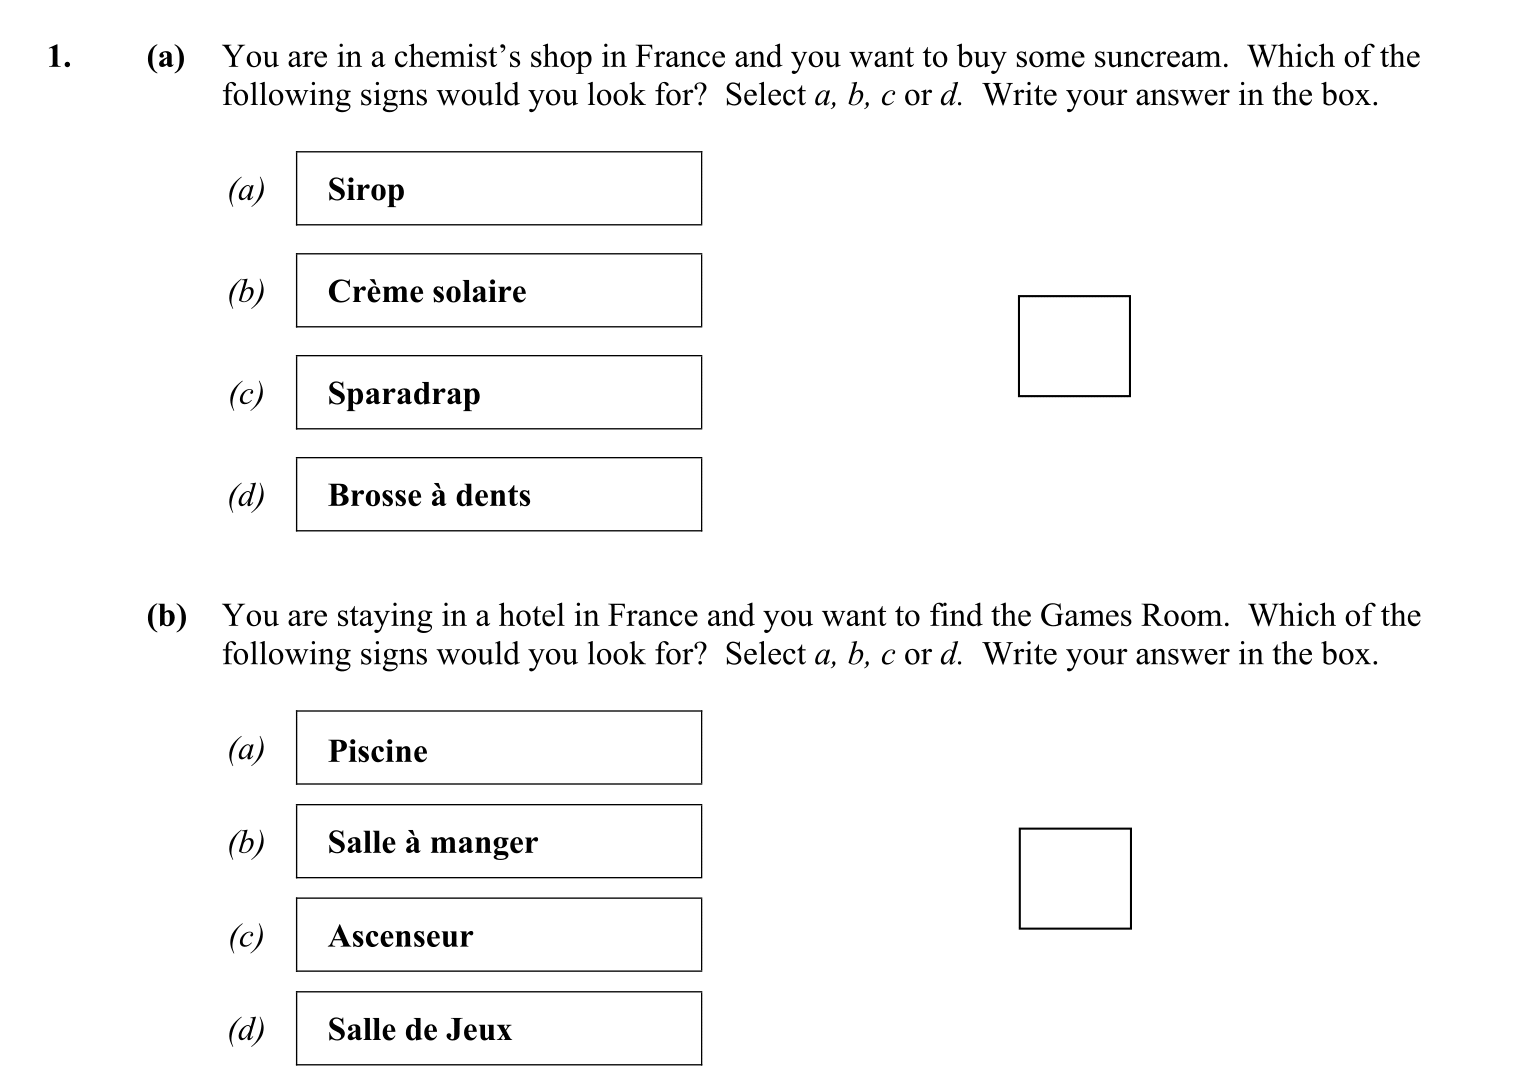 1. (a) You are in a chemist’s shop in France and you want to buy some suncream. Which of the
following signs would you look for? Select a, b, c or d. Write your answer in the box.
(a) Sirop
(b) Crème solaire
(c) Sparadrap
(d) Brosse à dents
(b) You are staying in a hotel in France and you want to find the Games Room. Which of the
following signs would you look for? Select a, b, c or d. Write your answer in the box.
(a) Piscine
(b) Salle à manger
(c) Ascenseur
(d) Salle de Jeux